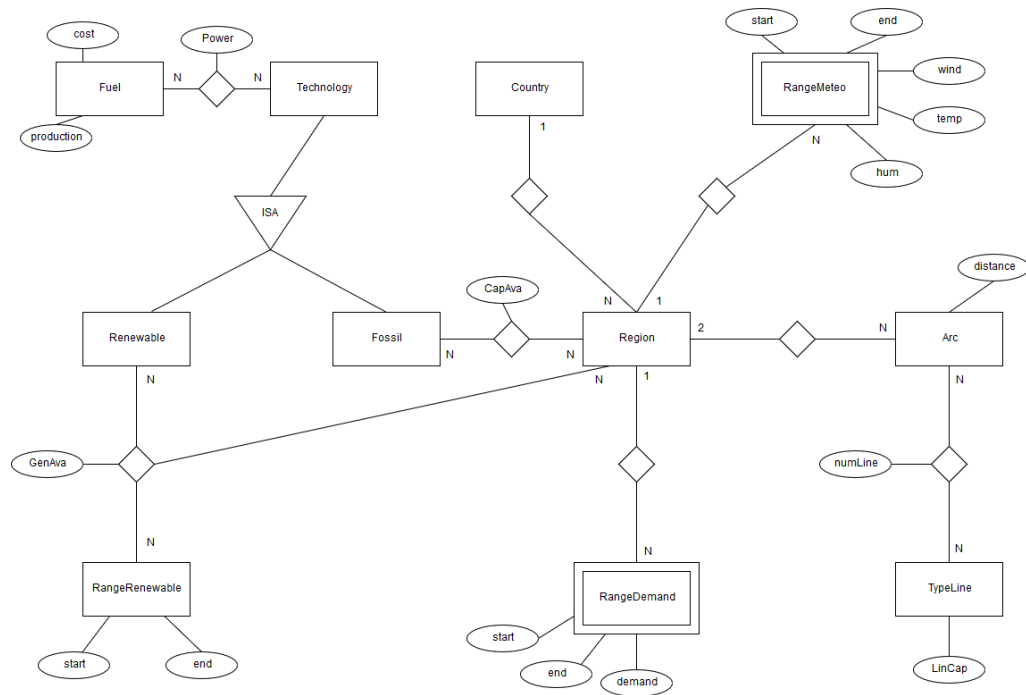 start
end
cost
Power
Fuel
N
N
Technology
Country
RangeMeteo
wind
production
1
temp
N
hum
ISA
distance
CapAva
N
1
Renewable
Fossil
Region
2
N
Arc
N
N
N
N
1
N
GenAva
numLine
N
N
N
RangeRenewable
RangeDemand
TypeLine
start
start
end
end
demand
LinCap